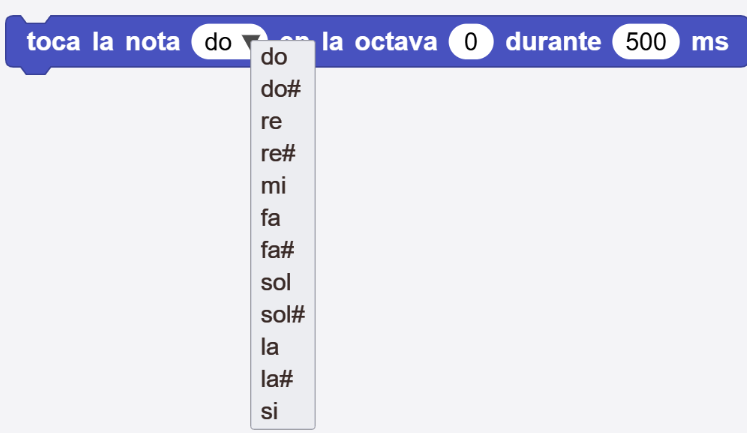 toca la nota do en la octava 0 durante 500 ms
do
do#
re
re#
mi
fa
fa#
sol
sol#
la
la#
si